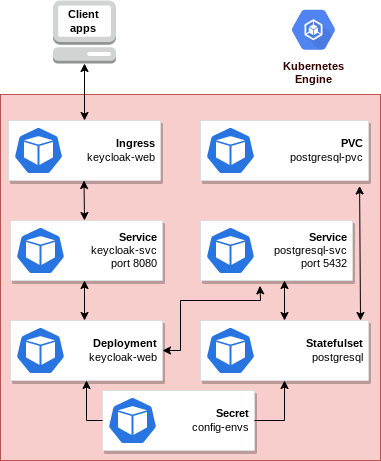 Client
apps
Kubernetes
Engine
Ingress
keycloak-web
PVC
postgresql-pvc
Service
keycloak-svc
port 8080
Service
postgresql-svc
port 5432
Deployment
keycloak-web
Statefulset
postgresql
Secret
config-envs